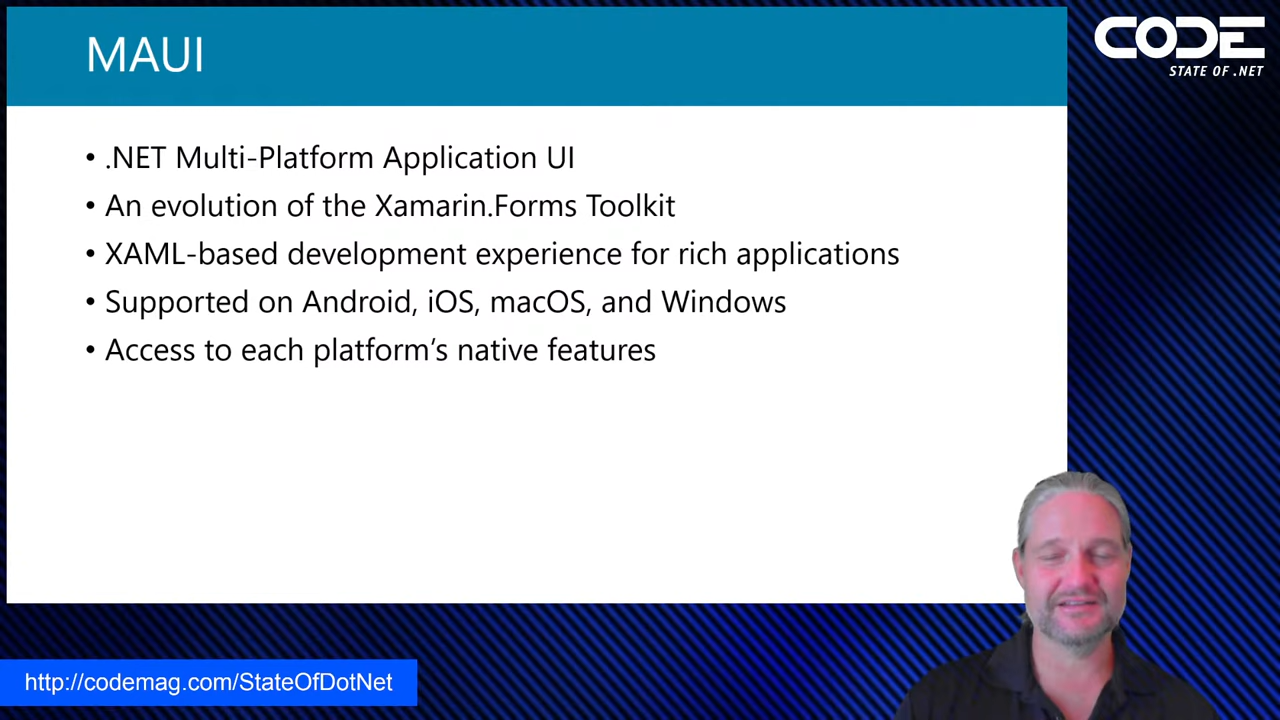 MAUI
CODE
STATE OF .NET
• .NET Multi-Platform Application UI
• An evolution of the Xamarin.Forms Toolkit
• XAML-based development experience for rich applications
• Supported on Android, iOS, macOS, and Windows
• Access to each platform’s native features
http://codemag.com/StateOfDotNet